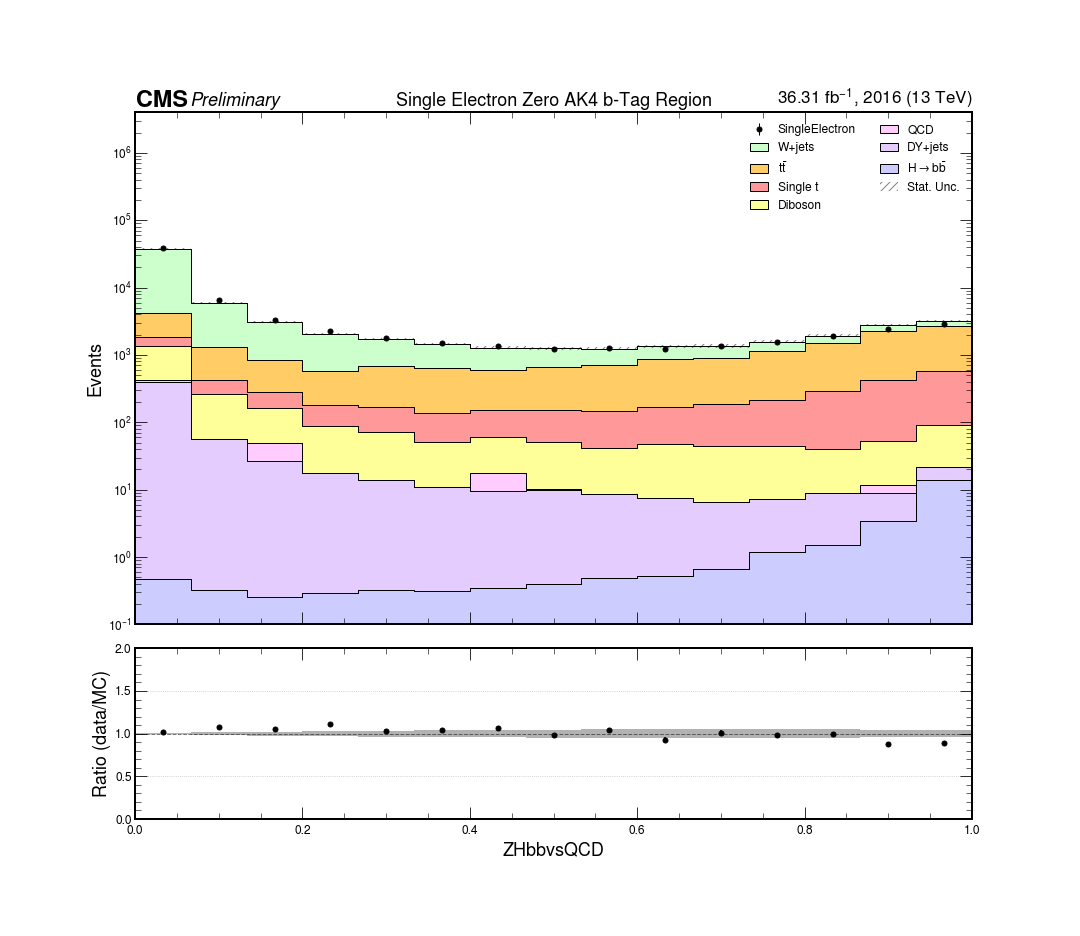 CMS Preliminary Single Electron Zero AK4 b-Tag Region 36.31 fb⁻¹, 2016 (13 TeV)
SingleElectron
W+jets
tt̄
Single t
Diboson
QCD
DY+jets
H→bb̄
Stat. Unc.
Events
10⁶
10⁵
10⁴
10³
10²
10¹
10⁰
10⁻¹
Ratio (data/MC)
2.0
1.5
1.0
0.5
0.0
0.0 0.2 0.4 0.6 0.8 1.0
ZHbbvsQCD